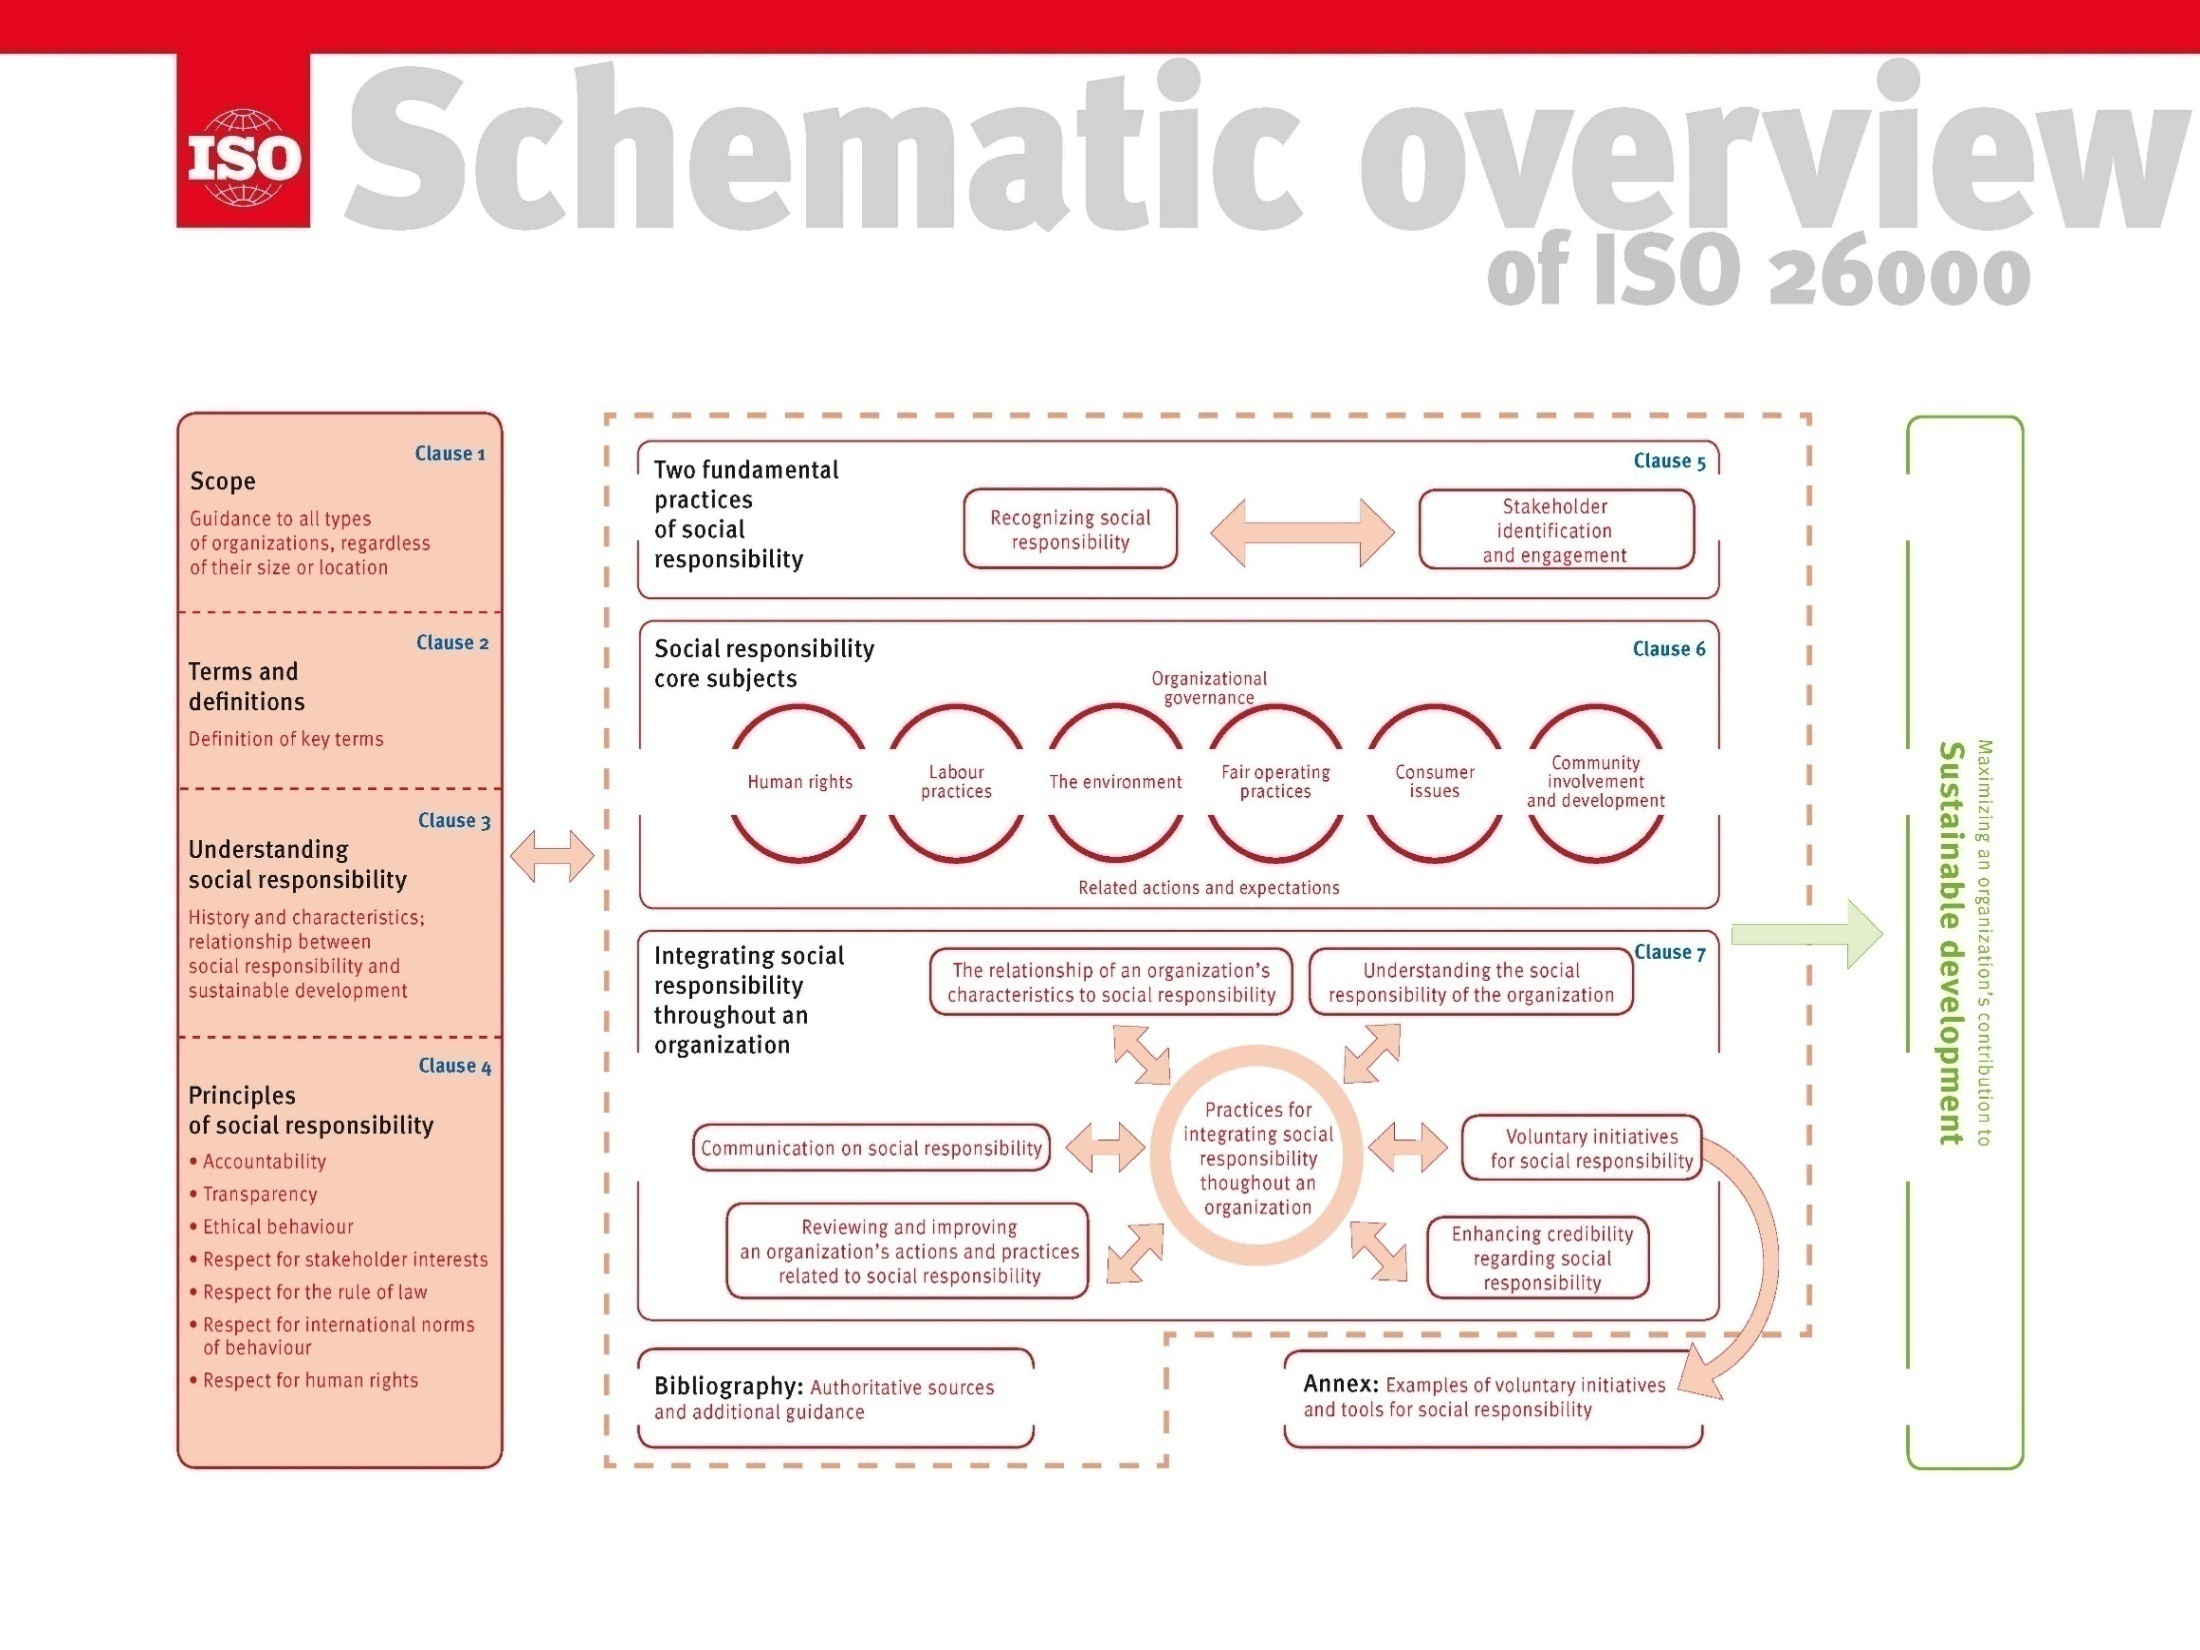 ISO
Schematic overview
of ISO 26000
Clause 1
Scope
Guidance to all types
of organizations, regardless
of their size or location
Clause 2
Terms and
definitions
Definition of key terms
Clause 3
Understanding
social responsibility
History and characteristics;
relationship between
social responsibility and
sustainable development
Clause 4
Principles
of social responsibility
• Accountability
• Transparency
• Ethical behaviour
• Respect for stakeholder interests
• Respect for the rule of law
• Respect for international norms
of behaviour
• Respect for human rights
Two fundamental
practices
of social
responsibility
Clause 5
Recognizing social
responsibility
Stakeholder
identification
and engagement
Social responsibility
core subjects
Clause 6
Organizational
governance
Human rights
Labour
practices
The environment
Fair operating
practices
Consumer
issues
Community
involvement
and development
Related actions and expectations
Integrating social
responsibility
throughout an
organization
Clause 7
The relationship of an organization's
characteristics to social responsibility
Understanding the social
responsibility of the organization
Practices for
integrating social
responsibility
thoughout an
organization
Communication on social responsibility
Voluntary initiatives
for social responsibility
Reviewing and improving
an organization's actions and practices
related to social responsibility
Enhancing credibility
regarding social
responsibility
Bibliography: Authoritative sources
and additional guidance
Annex: Examples of voluntary initiatives
and tools for social responsibility
Maximizing an organization's contribution to
Sustainable development